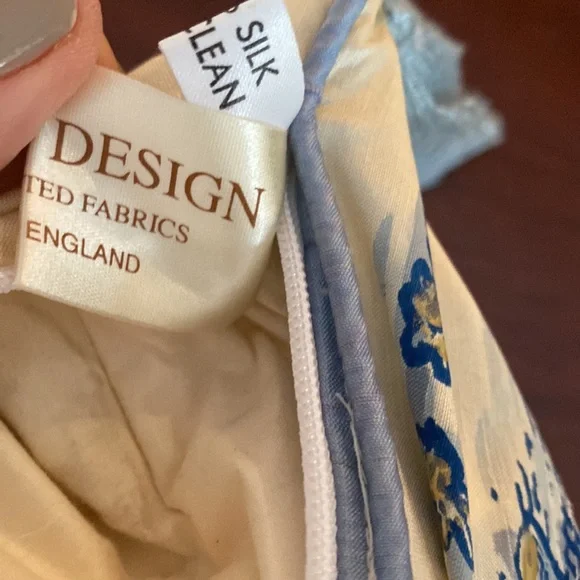 SILK
CLEAN
DESIGN
TED FABRICS
ENGLAND